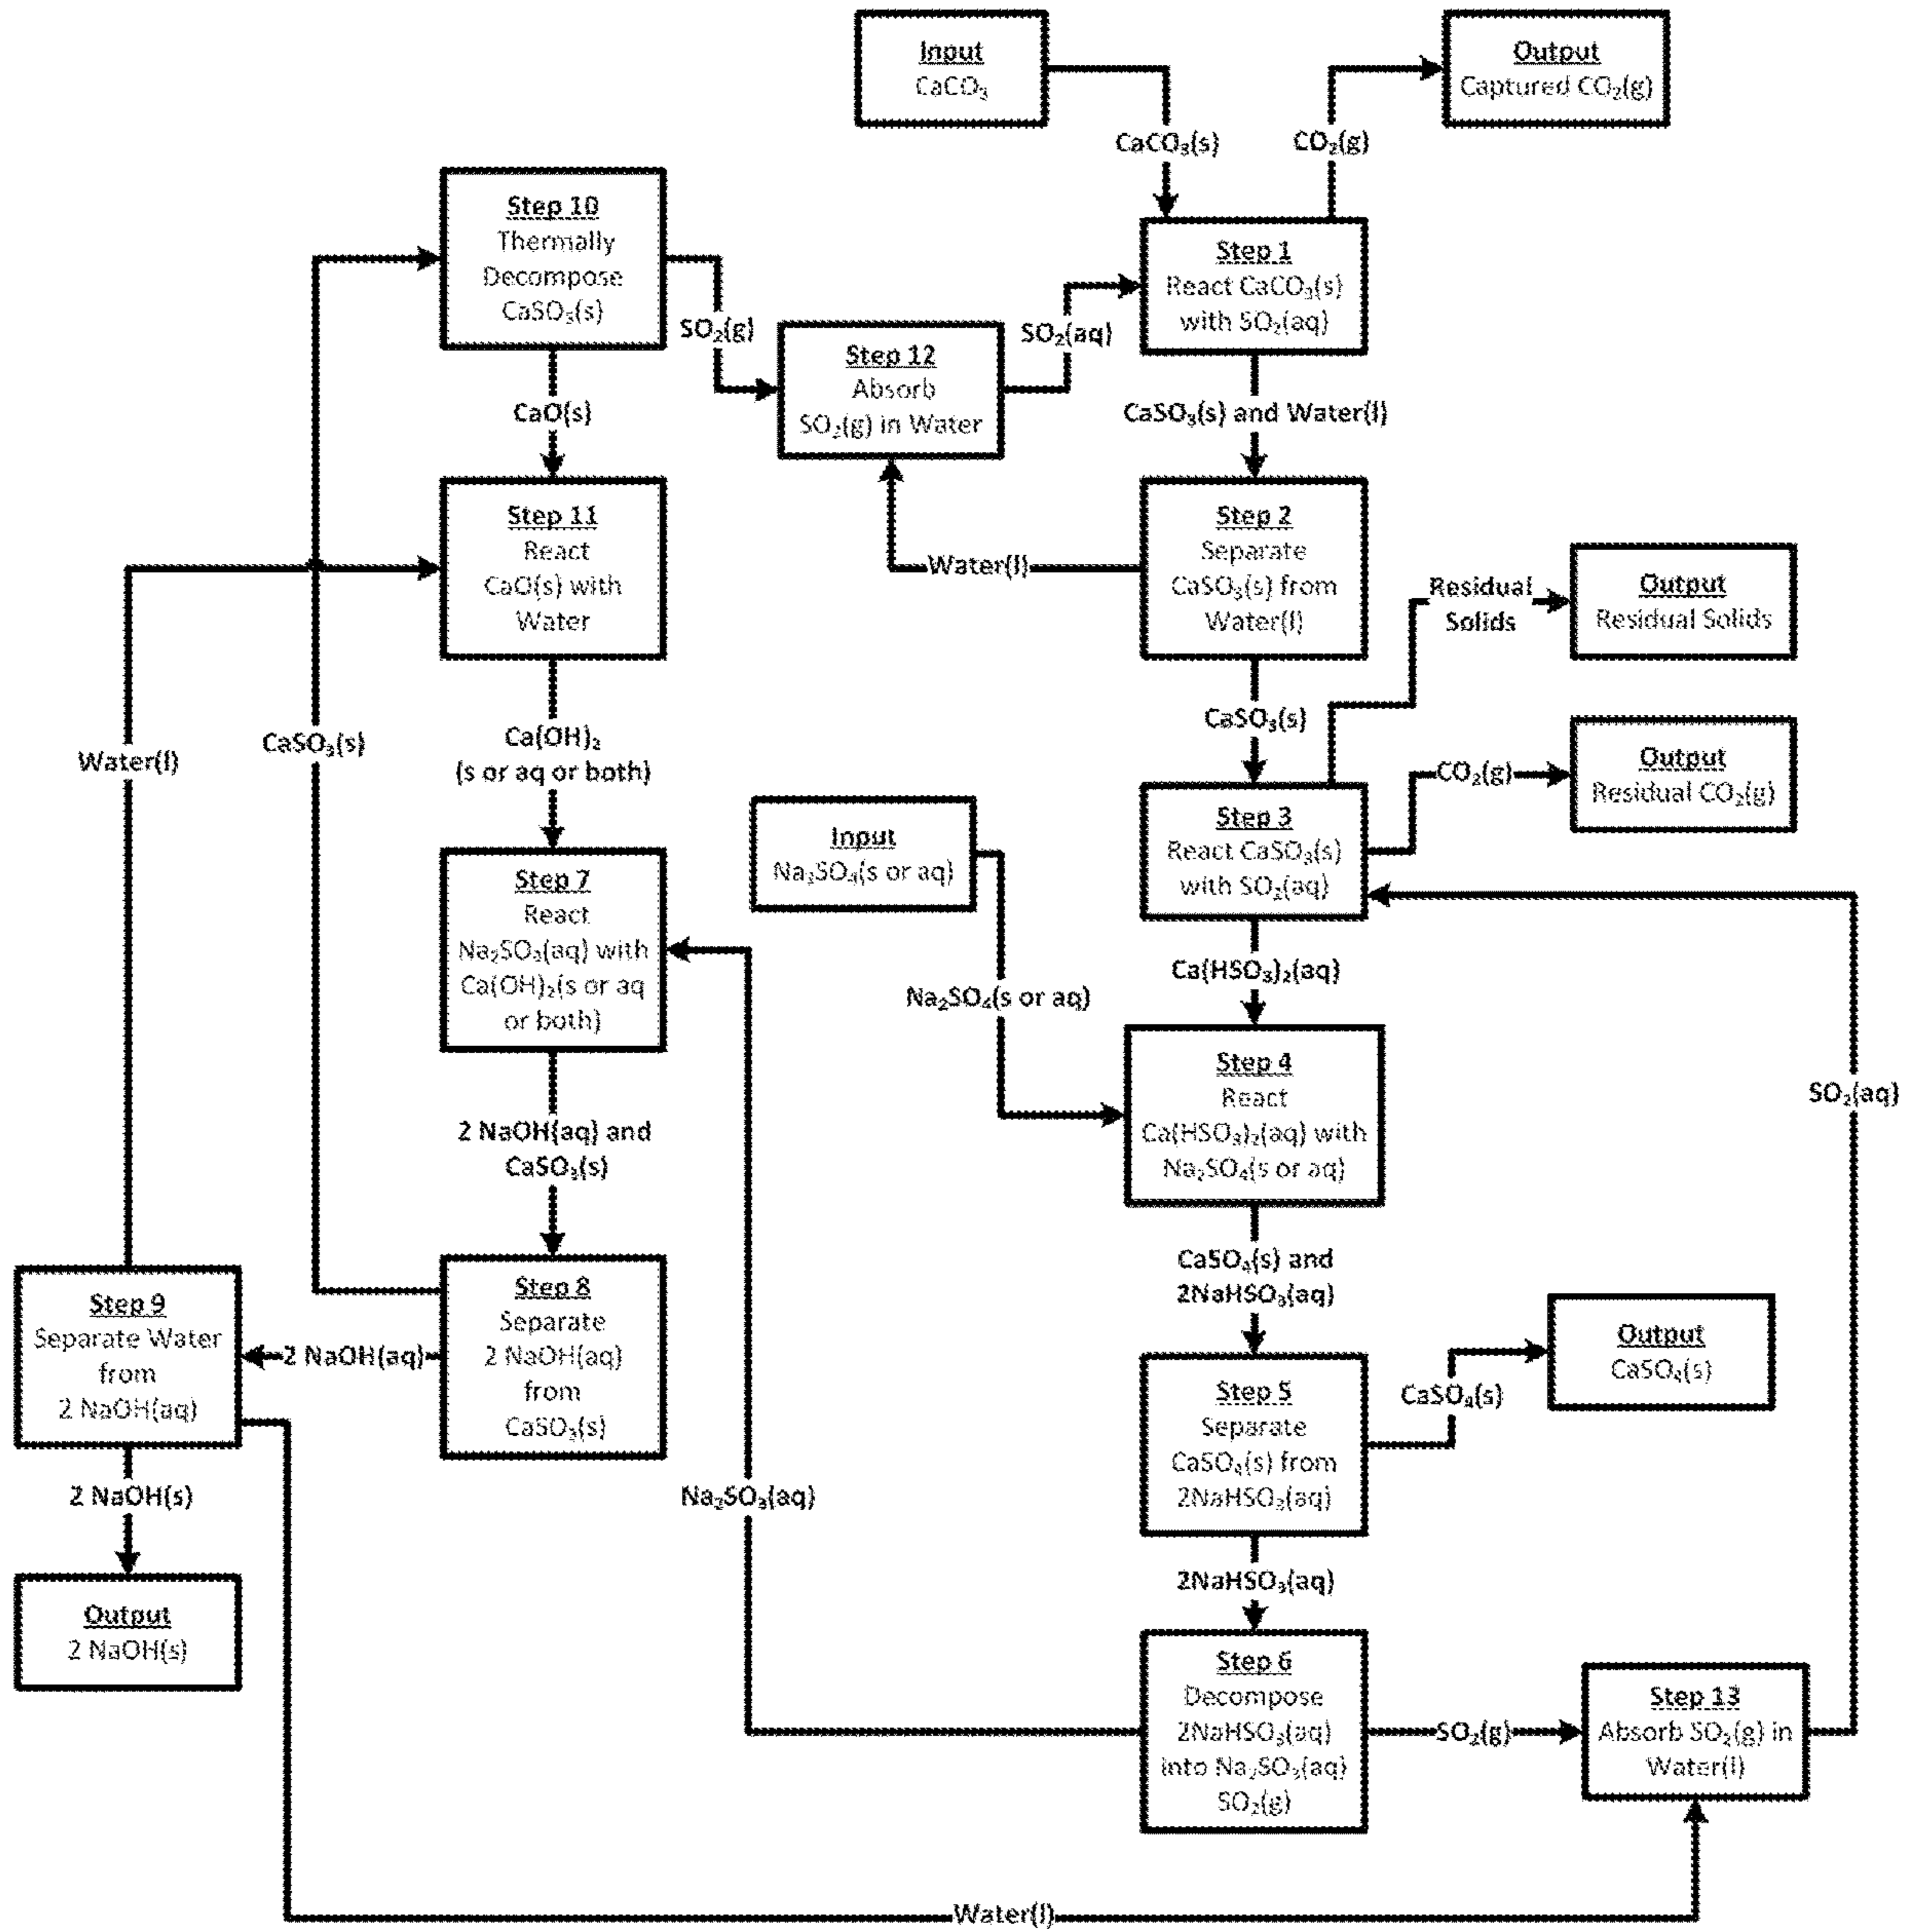 Input
CaCO₃
Output
Captured CO₂(g)
CaCO₃(s)
CO₂(g)
Step 10
Thermally
Decompose
CaSO₃(s)
Step 1
React CaCO₃(s)
with SO₂(aq)
SO₂(g)
SO₂(aq)
Step 12
Absorb
SO₂(g) in Water
CaO(s)
CaSO₃(s) and Water(l)
Step 11
React
CaO(s) with
Water
Step 2
Separate
CaSO₃(s) from
Water(l)
Water(l)
Residual
Solids
Output
Residual Solids
CaSO₃(s)
Water(l)
CaSO₃(s)
Ca(OH)₂
(s or aq or both)
CO₂(g)
Output
Residual CO₂(g)
Input
Na₂SO₄(s or aq)
Step 3
React CaSO₃(s)
with SO₂(aq)
Step 7
React
Na₂SO₃(aq) with
Ca(OH)₂(s or aq
or both)
Ca(HSO₃)₂(aq)
Na₂SO₄(s or aq)
Step 4
React
Ca(HSO₃)₂(aq) with
Na₂SO₄(s or aq)
SO₂(aq)
2 NaOH(aq) and
CaSO₃(s)
CaSO₄(s) and
2NaHSO₃(aq)
Step 9
Separate Water
from
2 NaOH(aq)
2 NaOH(aq)
Step 8
Separate
2 NaOH(aq)
from
CaSO₃(s)
Output
CaSO₄(s)
CaSO₄(s)
Step 5
Separate
CaSO₄(s) from
2NaHSO₃(aq)
2 NaOH(s)
Na₂SO₃(aq)
2NaHSO₃(aq)
Output
2 NaOH(s)
Step 6
Decompose
2NaHSO₃(aq)
into Na₂SO₃(aq)
SO₂(g)
SO₂(g)
Step 13
Absorb SO₂(g) in
Water(l)
Water(l)